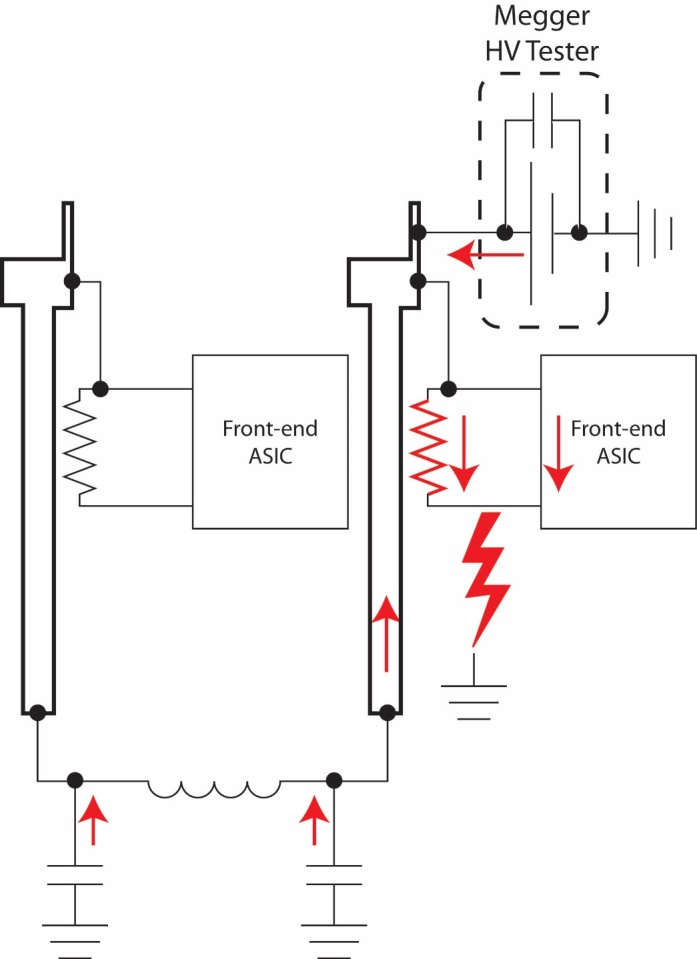 Megger
HV Tester
Front-end
ASIC
Front-end
ASIC